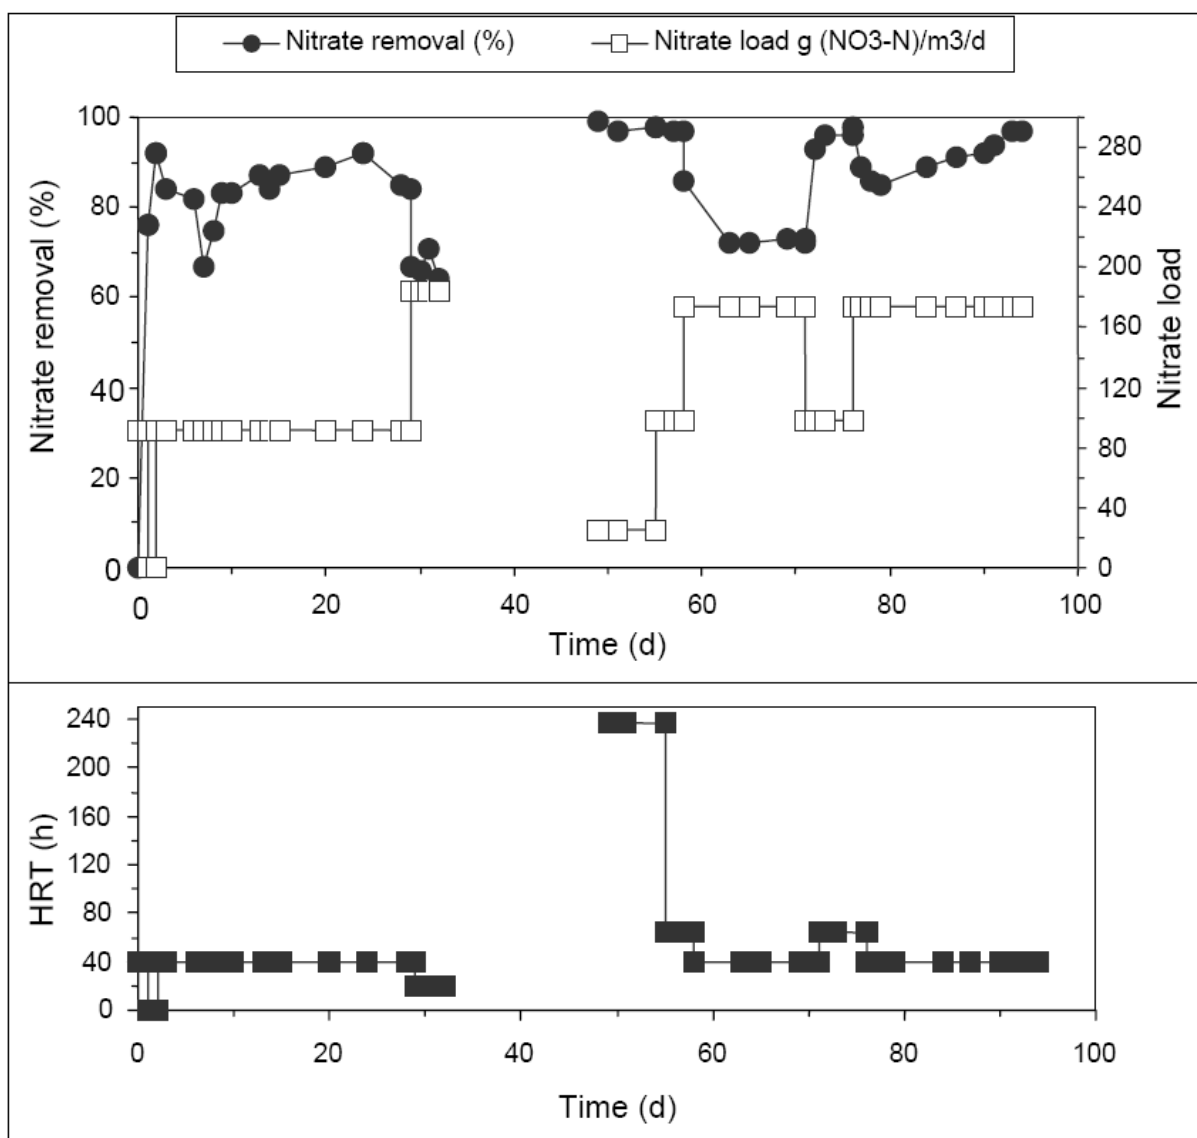 Nitrate removal (%) Nitrate load g (NO3-N)/m3/d
Nitrate removal (%)
100
80
60
40
20
0
280
240
200
160
120
80
40
0
Nitrate load
0 20 40 60 80 100
Time (d)
HRT (h)
240
200
160
120
80
40
0
0 20 40 60 80 100
Time (d)